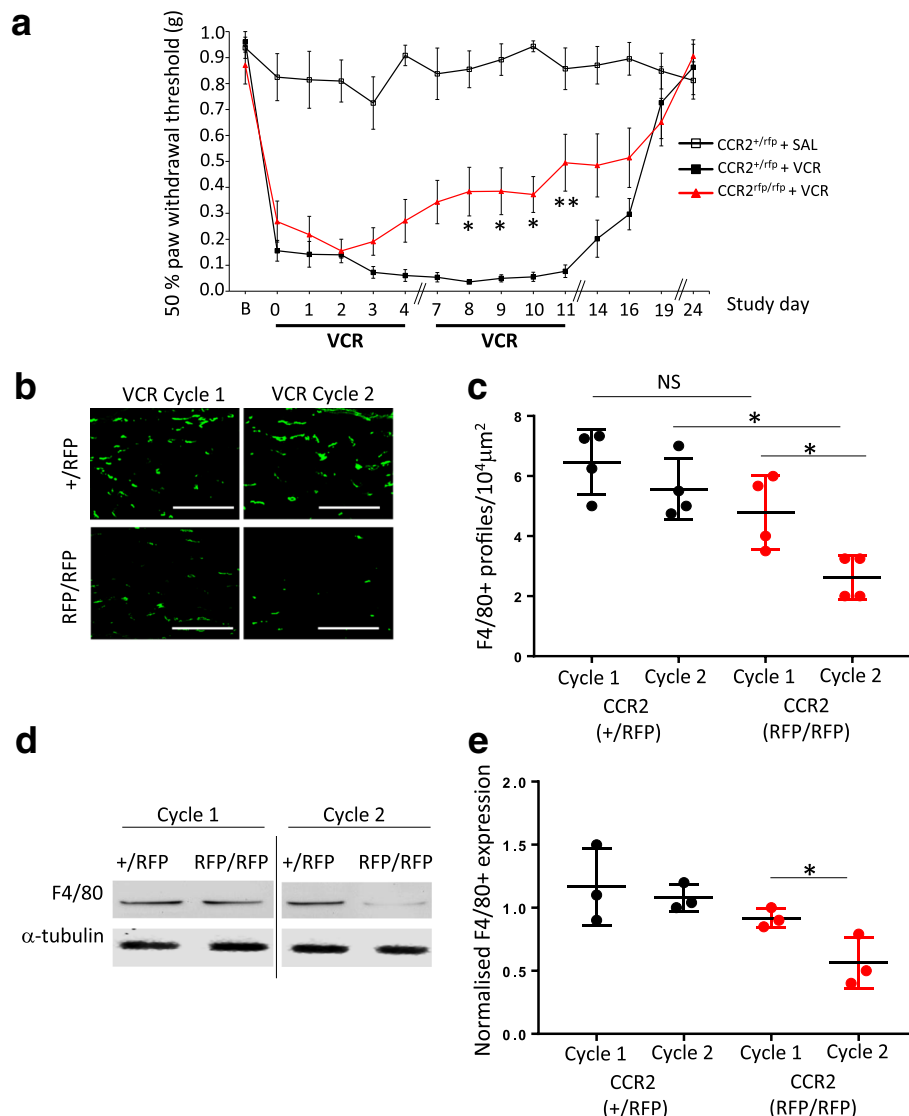 a
50 % paw withdrawal threshold (g)
1.0
0.9
0.8
0.7
0.6
0.5
0.4
0.3
0.2
0.1
0.0
* * * **
B 0 1 2 3 4 // 7 8 9 10 11 // 14 16 19 // 24 Study day
VCR VCR
CCR2+/rfp + SAL
CCR2+/rfp + VCR
CCR2rfp/rfp + VCR
b
VCR Cycle 1 VCR Cycle 2
+/RFP
RFP/RFP
c
F4/80+ profiles/10⁴µm²
8
6
4
2
0
NS
*
*
Cycle 1 Cycle 2 Cycle 1 Cycle 2
CCR2 (+/RFP)
CCR2 (RFP/RFP)
d
Cycle 1 Cycle 2
+/RFP RFP/RFP +/RFP RFP/RFP
F4/80
α-tubulin
e
Normalised F4/80+ expression
2.0
1.5
1.0
0.5
0.0
*
Cycle 1 Cycle 2 Cycle 1 Cycle 2
CCR2 (+/RFP)
CCR2 (RFP/RFP)